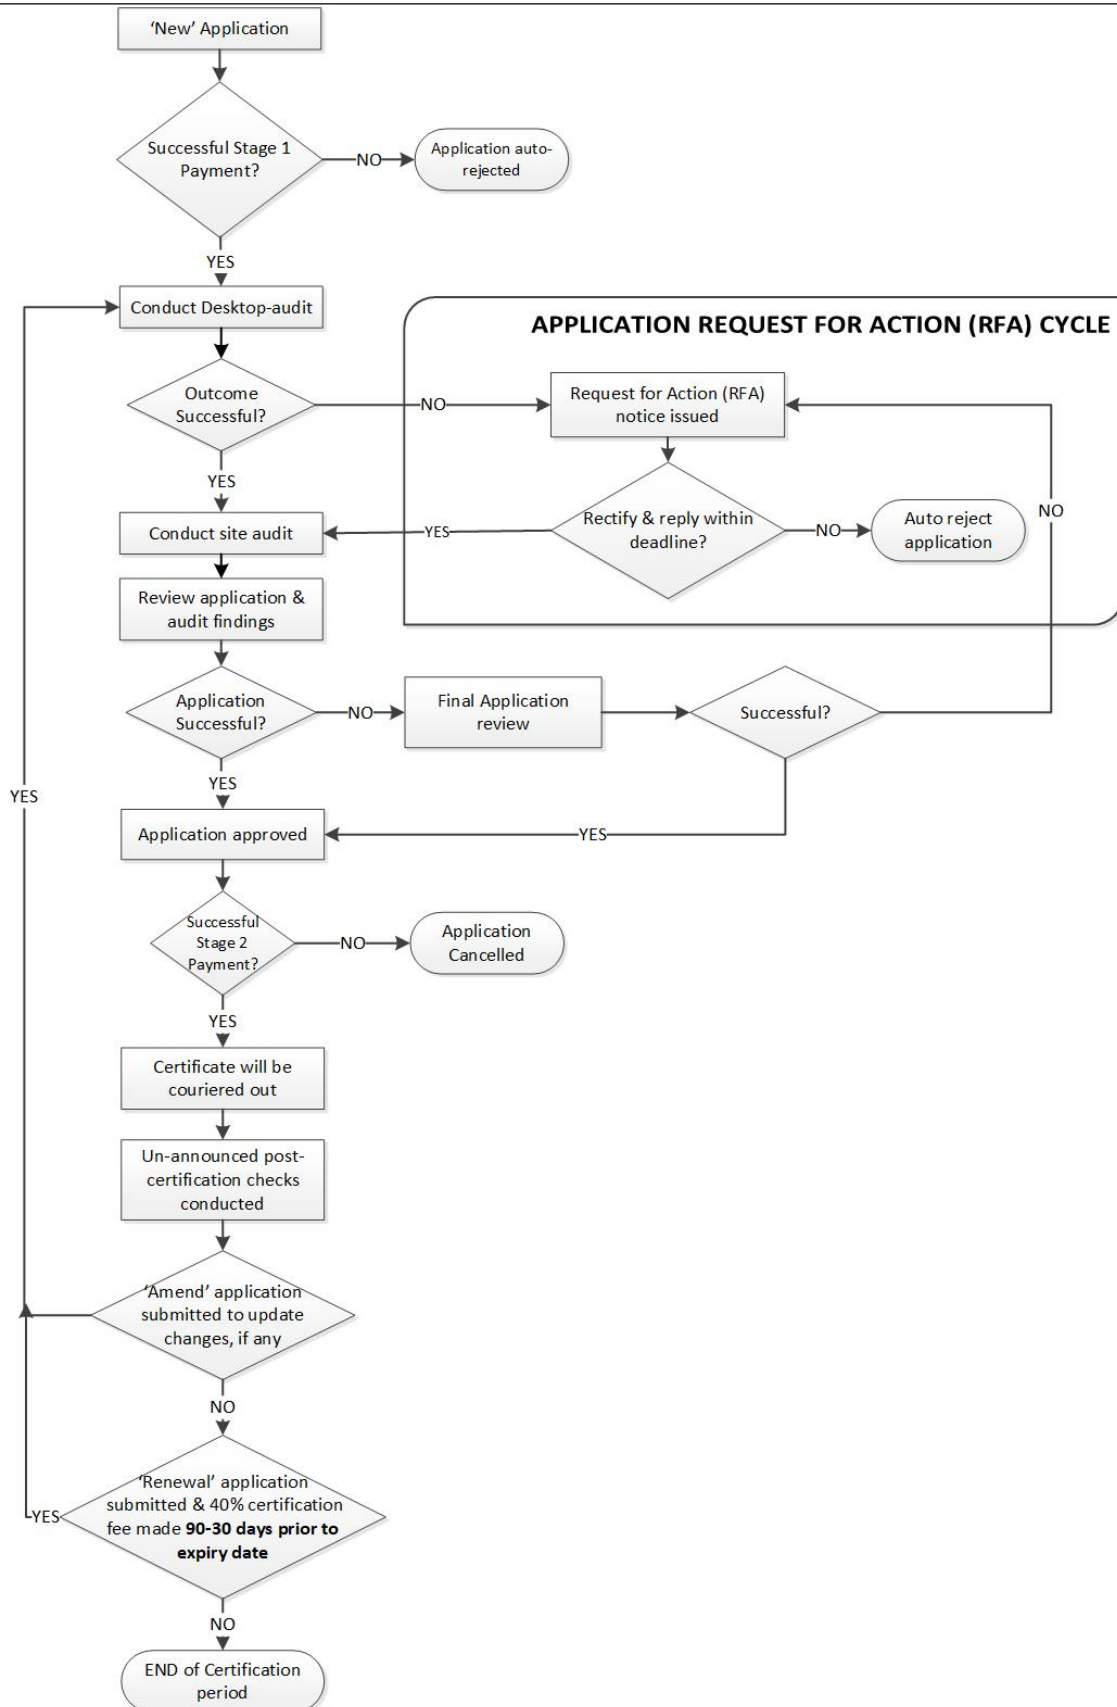 ‘New’ Application
Successful Stage 1
Payment?
NO
Application auto-
rejected
YES
Conduct Desktop-audit
APPLICATION REQUEST FOR ACTION (RFA) CYCLE
Outcome
Successful?
NO
Request for Action (RFA)
notice issued
YES
NO
Conduct site audit
YES
Rectify & reply within
deadline?
NO
Auto reject
application
Review application &
audit findings
Application
Successful?
NO
Final Application
review
Successful?
YES
YES
Application approved
YES
Successful
Stage 2
Payment?
NO
Application
Cancelled
YES
Certificate will be
couriered out
Un-announced post-
certification checks
conducted
‘Amend’ application
submitted to update
changes, if any
NO
‘Renewal’ application
submitted & 40% certification
fee made 90-30 days prior to
expiry date
YES
NO
END of Certification
period